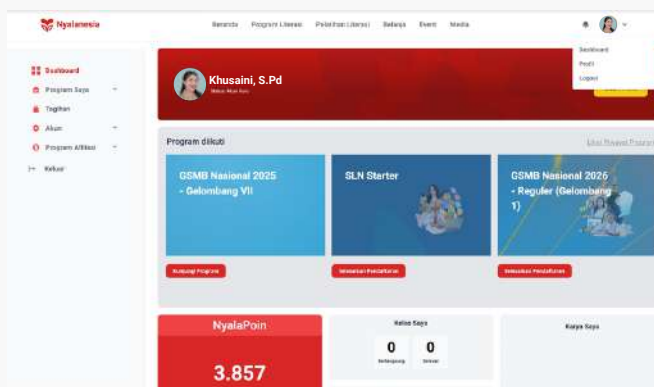 Nyalanesia
Beranda Program Literasi Pelatihan Literasi Belanja Event Media
Dashboard
Profil
Logout
Dashboard
Program Saya
Tagihan
Akun
Program Afiliasi
Keluar
Khusaini, S.Pd
Program diikuti
GSMB Nasional 2025
- Gelombang VII
SLN Starter
GSMB Nasional 2026
- Reguler (Gelombang
1)
Kunjungi Program
Selesaikan Pendaftaran
Selesaikan Pendaftaran
NyalaPoin
3.857
Kelas Saya
0 0
Berlangsung Selesai
Karya Saya